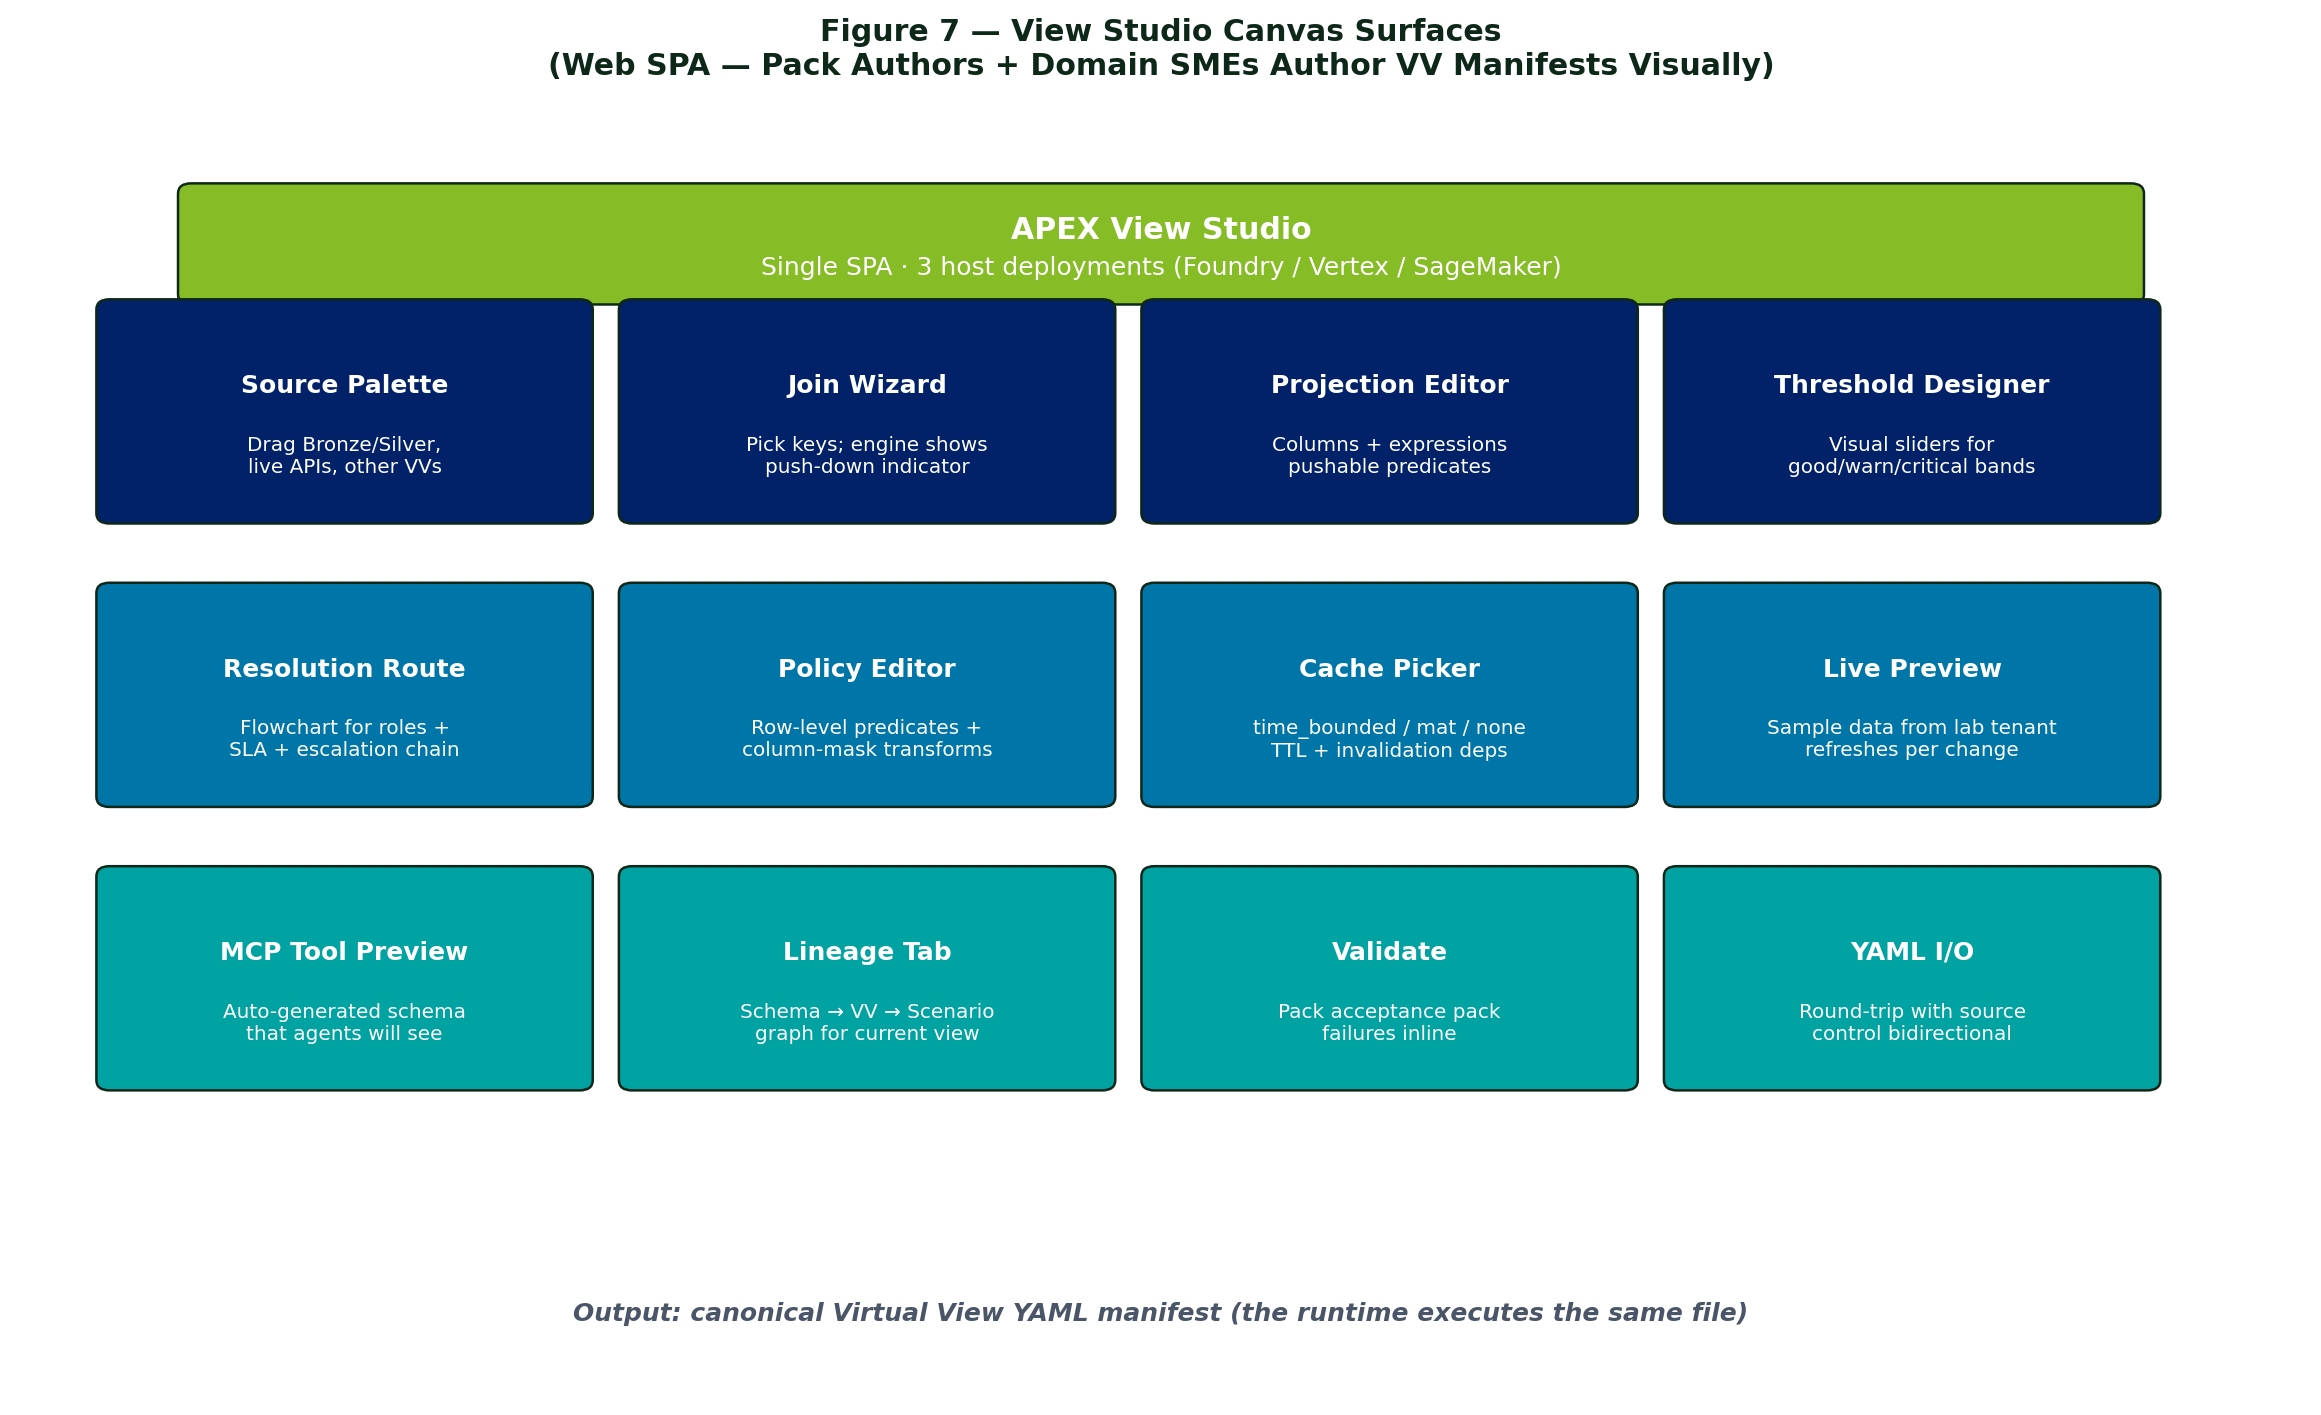 Figure 7 — View Studio Canvas Surfaces
(Web SPA — Pack Authors + Domain SMEs Author VV Manifests Visually)
APEX View Studio
Single SPA · 3 host deployments (Foundry / Vertex / SageMaker)
Source Palette
Drag Bronze/Silver,
live APIs, other VVs
Join Wizard
Pick keys; engine shows
push-down indicator
Projection Editor
Columns + expressions
pushable predicates
Threshold Designer
Visual sliders for
good/warn/critical bands
Resolution Route
Flowchart for roles +
SLA + escalation chain
Policy Editor
Row-level predicates +
column-mask transforms
Cache Picker
time_bounded / mat / none
TTL + invalidation deps
Live Preview
Sample data from lab tenant
refreshes per change
MCP Tool Preview
Auto-generated schema
that agents will see
Lineage Tab
Schema → VV → Scenario
graph for current view
Validate
Pack acceptance pack
failures inline
YAML I/O
Round-trip with source
control bidirectional
Output: canonical Virtual View YAML manifest (the runtime executes the same file)